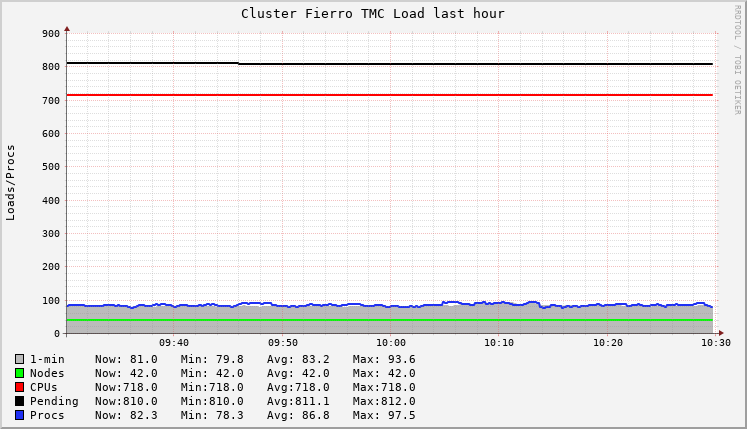 Cluster Fierro TMC Load last hour
RRDTOOL / TOBI OETIKER
Loads/Procs
900
800
700
600
500
400
300
200
100
0
09:40 09:50 10:00 10:10 10:20 10:30
1-min Now: 81.0 Min: 79.8 Avg: 83.2 Max: 93.6
Nodes Now: 42.0 Min: 42.0 Avg: 42.0 Max: 42.0
CPUs Now:718.0 Min:718.0 Avg:718.0 Max:718.0
Pending Now:810.0 Min:810.0 Avg:811.1 Max:812.0
Procs Now: 82.3 Min: 78.3 Avg: 86.8 Max: 97.5